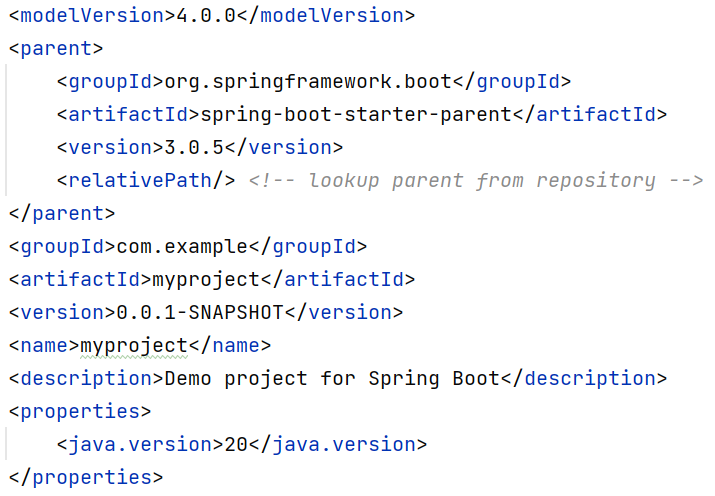 <modelVersion>4.0.0</modelVersion>
<parent>
    <groupId>org.springframework.boot</groupId>
    <artifactId>spring-boot-starter-parent</artifactId>
    <version>3.0.5</version>
    <relativePath/> <!-- lookup parent from repository -->
</parent>
<groupId>com.example</groupId>
<artifactId>myproject</artifactId>
<version>0.0.1-SNAPSHOT</version>
<name>myproject</name>
<description>Demo project for Spring Boot</description>
<properties>
    <java.version>20</java.version>
</properties>